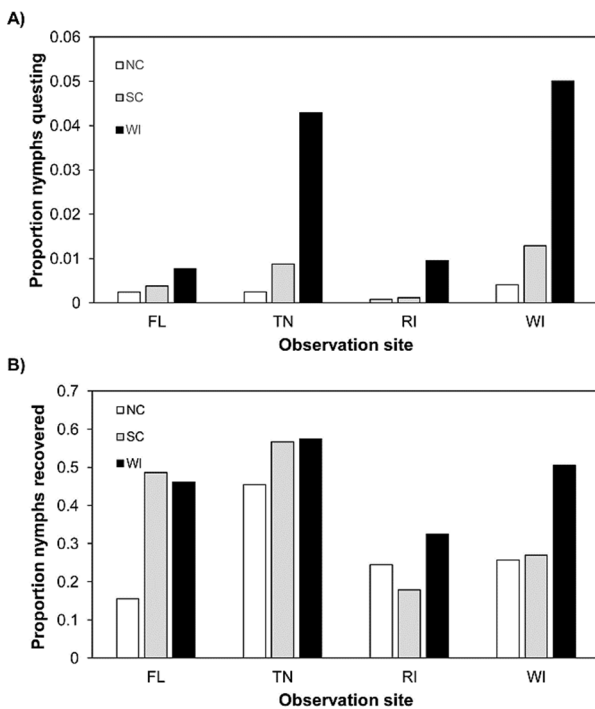 A)
0.06
0.05
0.04
0.03
0.02
0.01
0
Proportion nymphs questing
NC
SC
WI
FL TN RI WI
Observation site
B)
0.7
0.6
0.5
0.4
0.3
0.2
0.1
0
Proportion nymphs recovered
NC
SC
WI
FL TN RI WI
Observation site